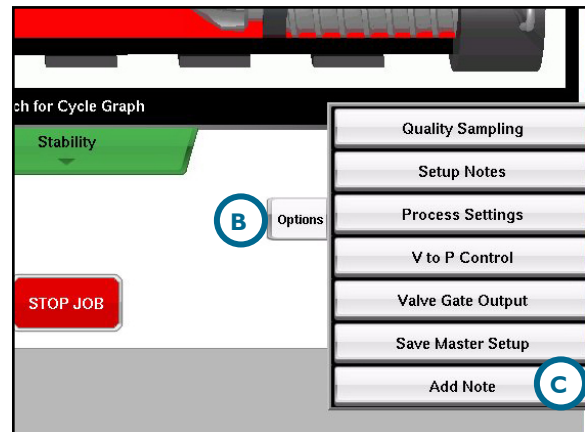 ch for Cycle Graph
Stability
Quality Sampling
Setup Notes
B
Options
Process Settings
V to P Control
STOP JOB
Valve Gate Output
Save Master Setup
Add Note
C